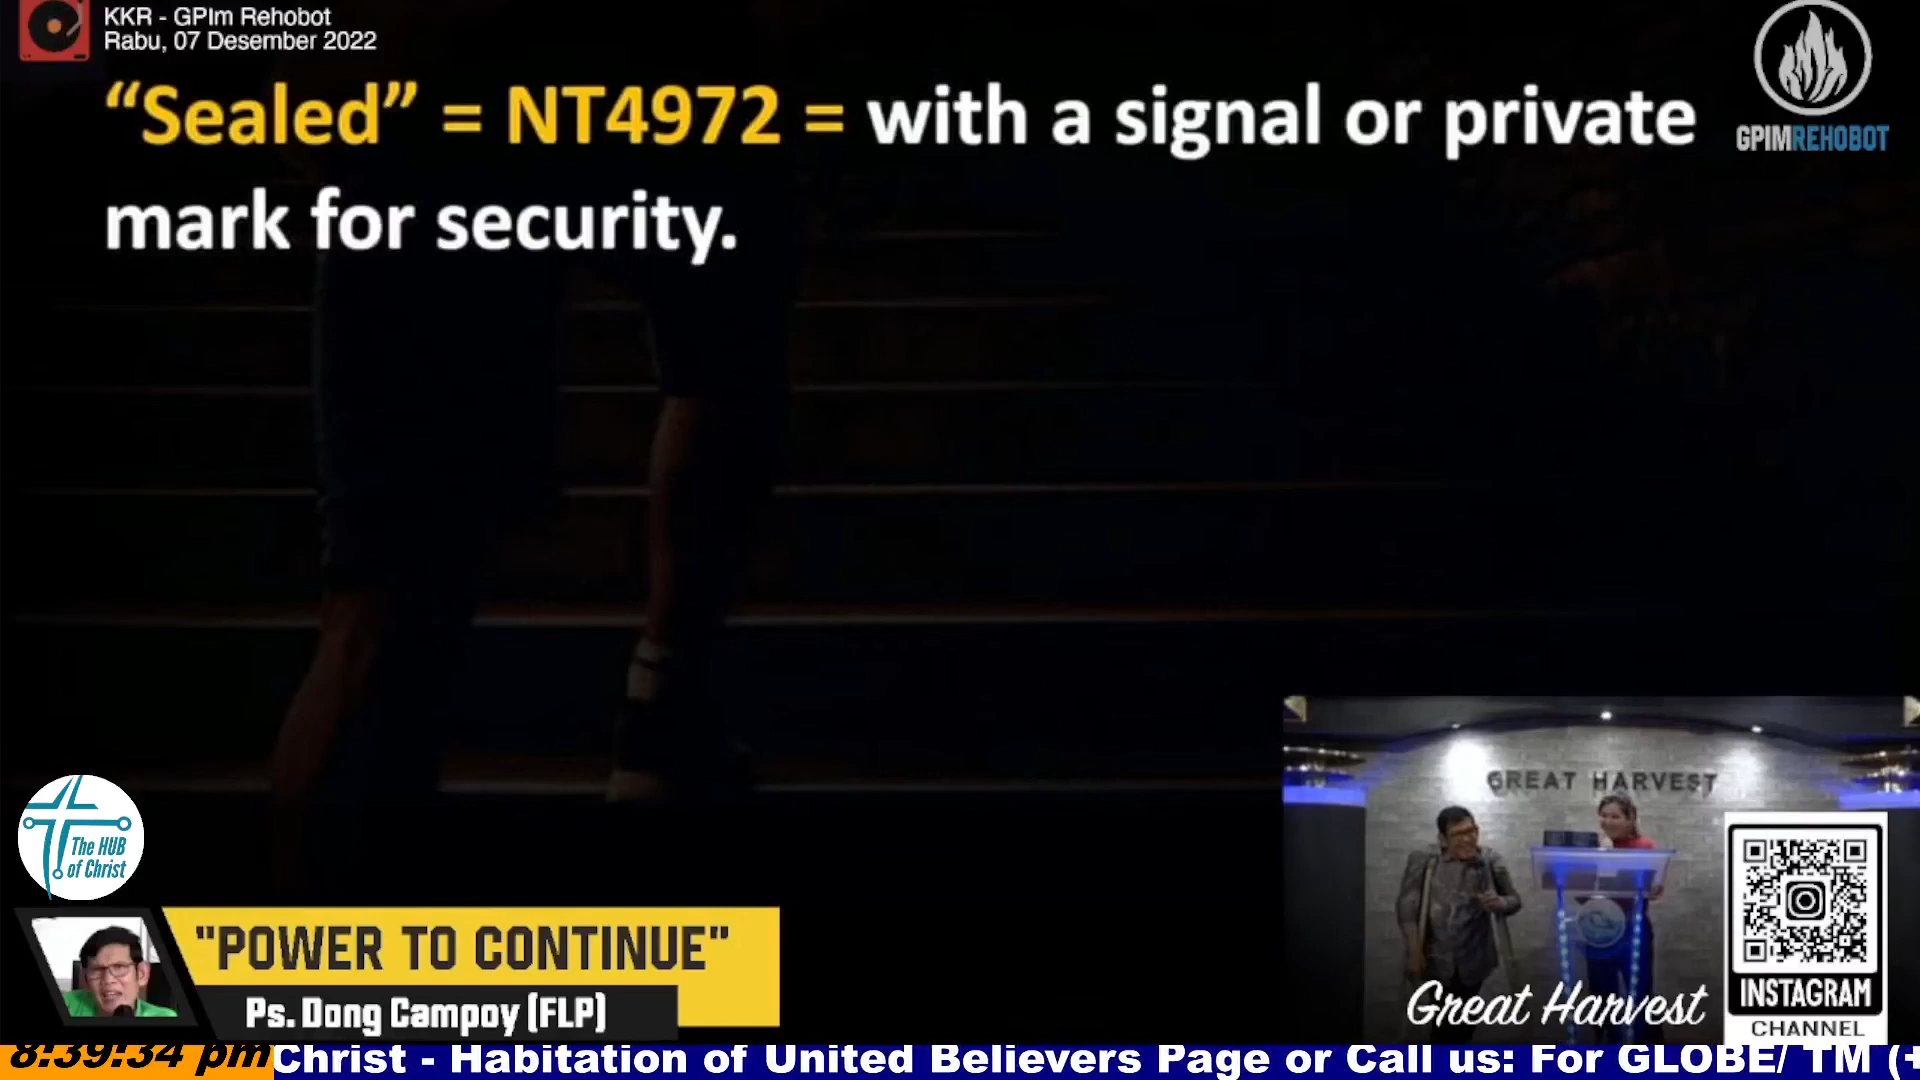 KKR - GPIm Rehobot
Rabu, 07 Desember 2022
“Sealed” = NT4972 = with a signal or private
mark for security.
GPIMREHOBOT
The HUB
of Christ
GREAT HARVEST
"POWER TO CONTINUE"
Ps. Dong Campoy (FLP)
Great Harvest
INSTAGRAM
CHANNEL
8:39:34 pm
Christ - Habitation of United Believers Page or Call us: For GLOBE/ TM (+